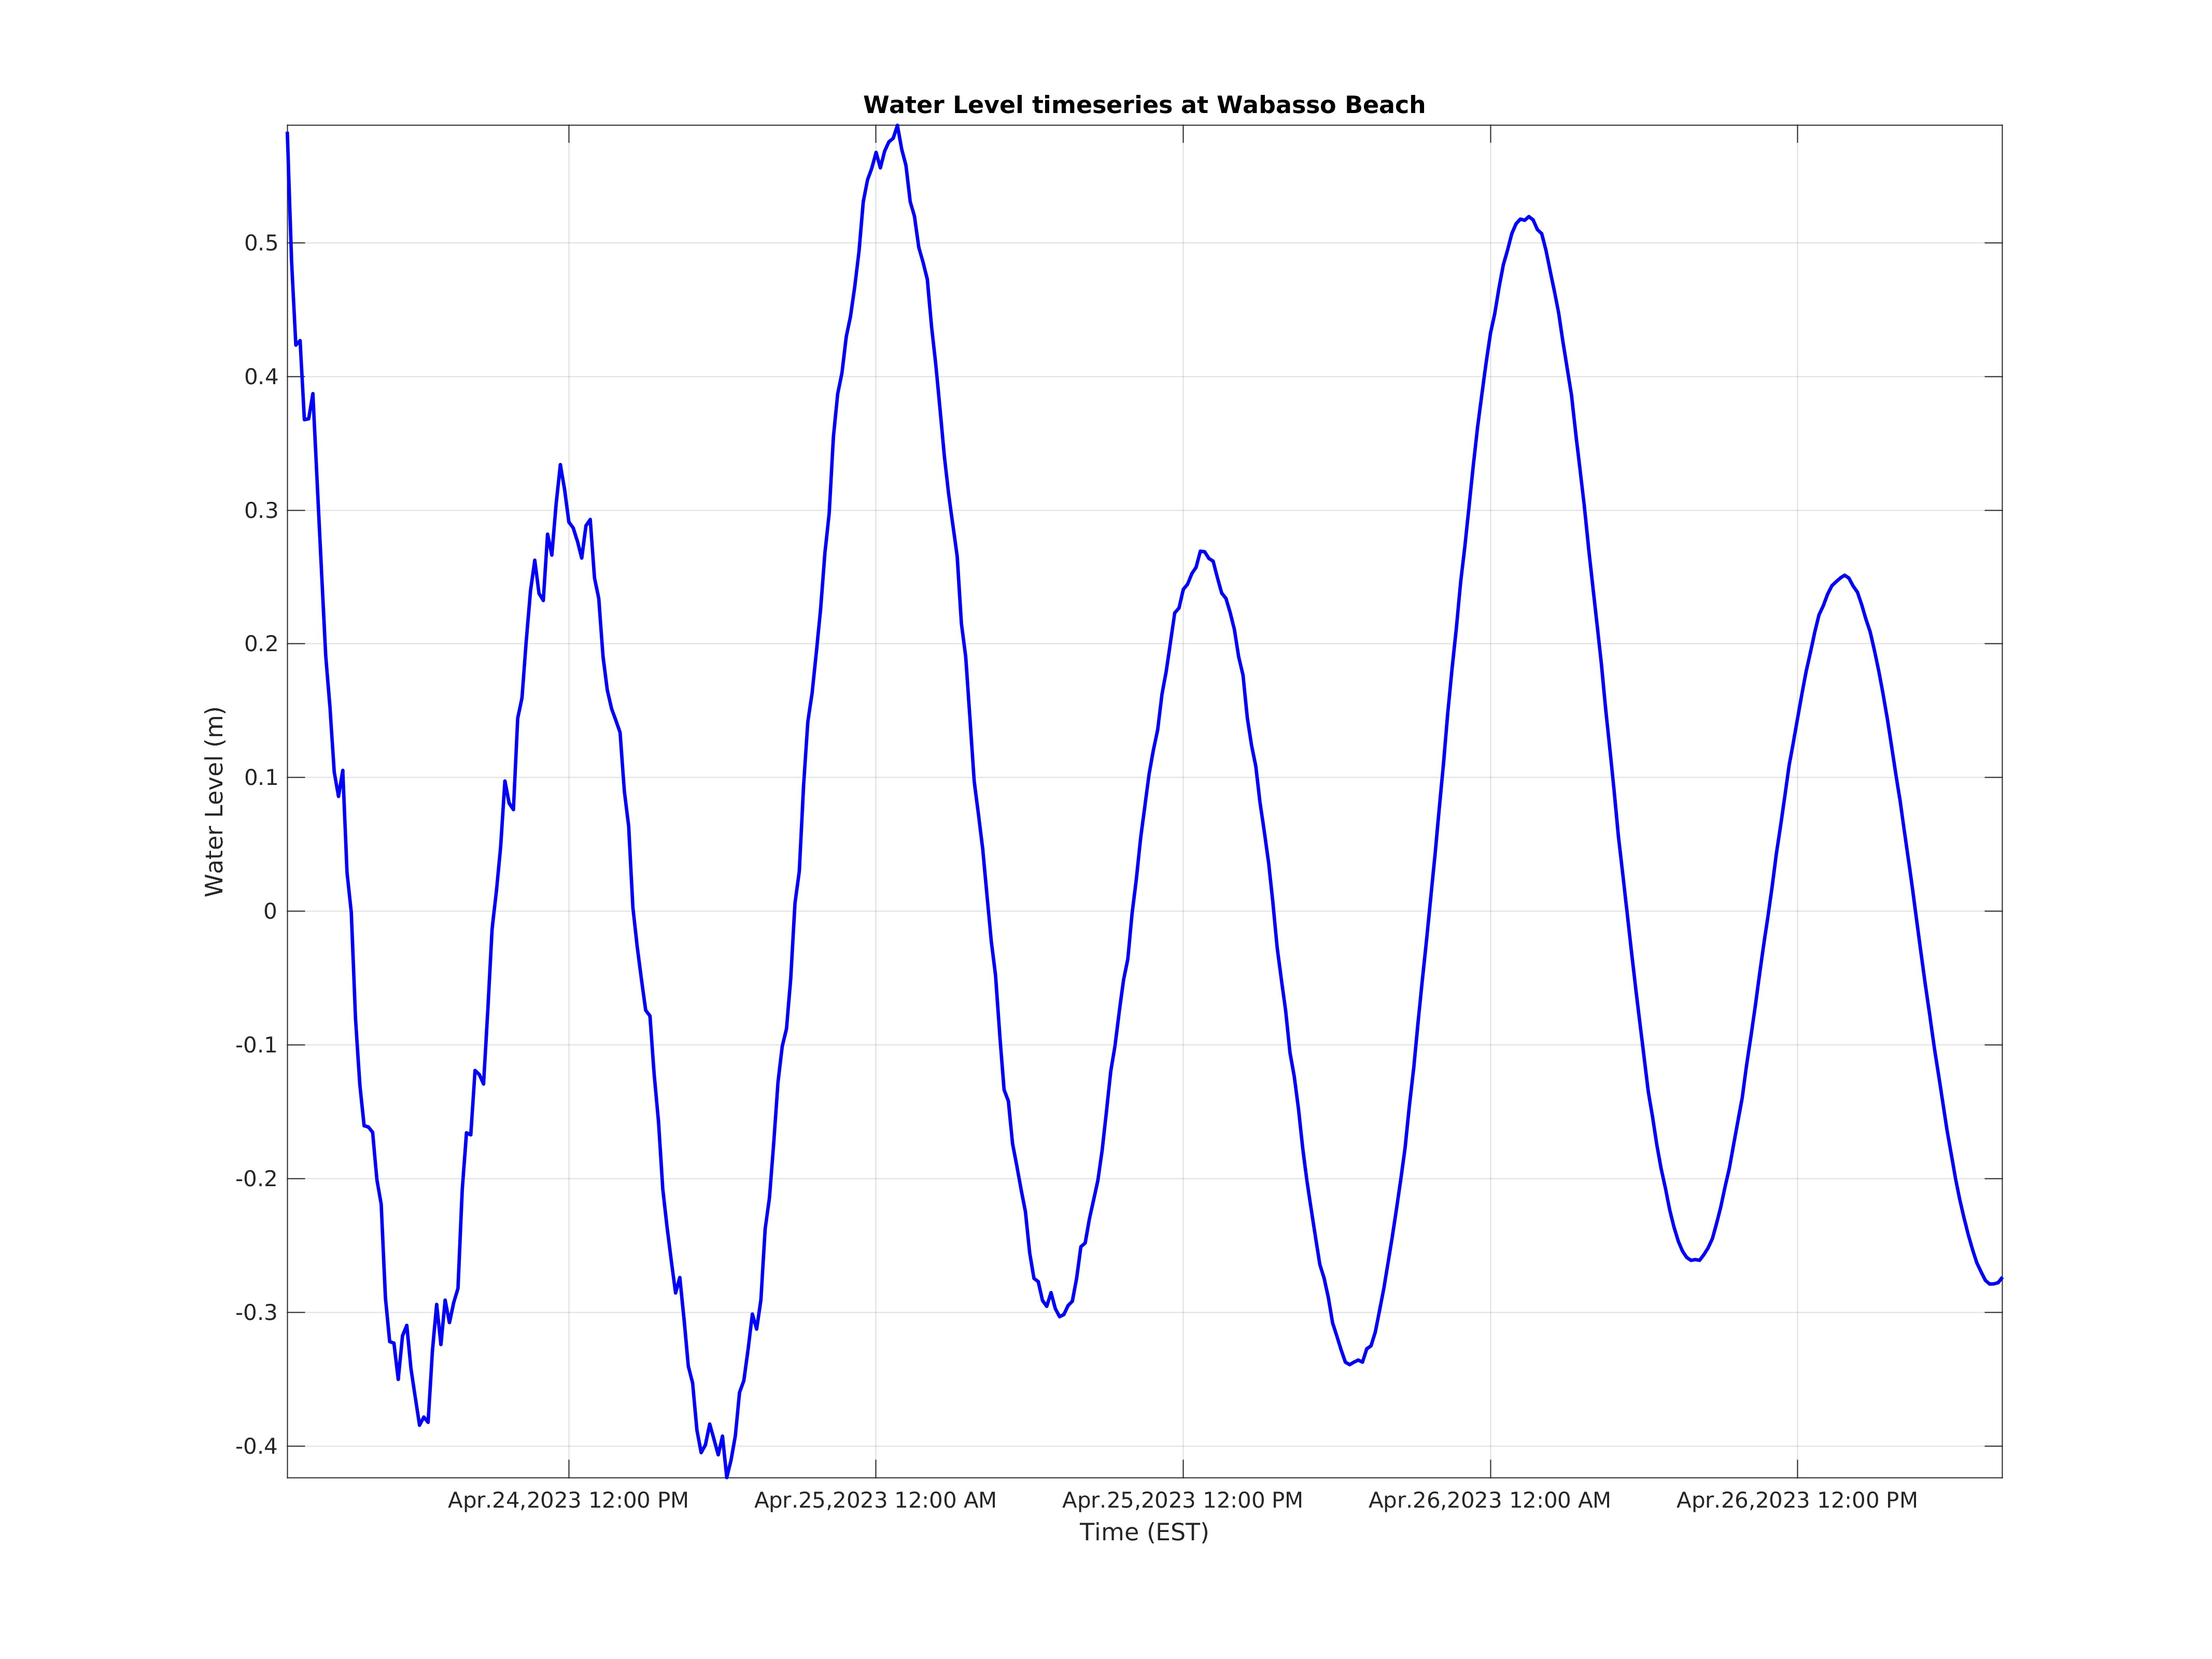 Water Level timeseries at Wabasso Beach
0.5
0.4
0.3
0.2
0.1
0
-0.1
-0.2
-0.3
-0.4
Water Level (m)
Apr.24,2023 12:00 PM
Apr.25,2023 12:00 AM
Apr.25,2023 12:00 PM
Apr.26,2023 12:00 AM
Apr.26,2023 12:00 PM
Time (EST)